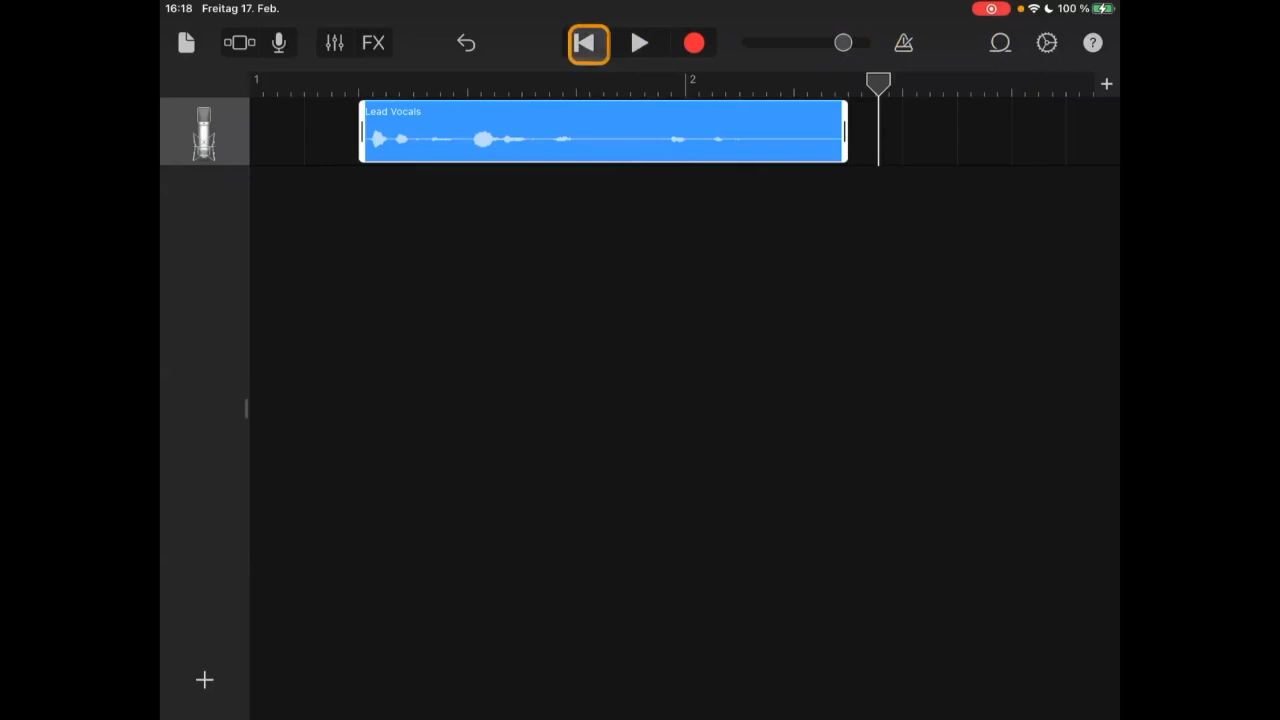 16:18 Freitag 17. Feb.
100 %
FX
?
1
2
+
Lead Vocals
+